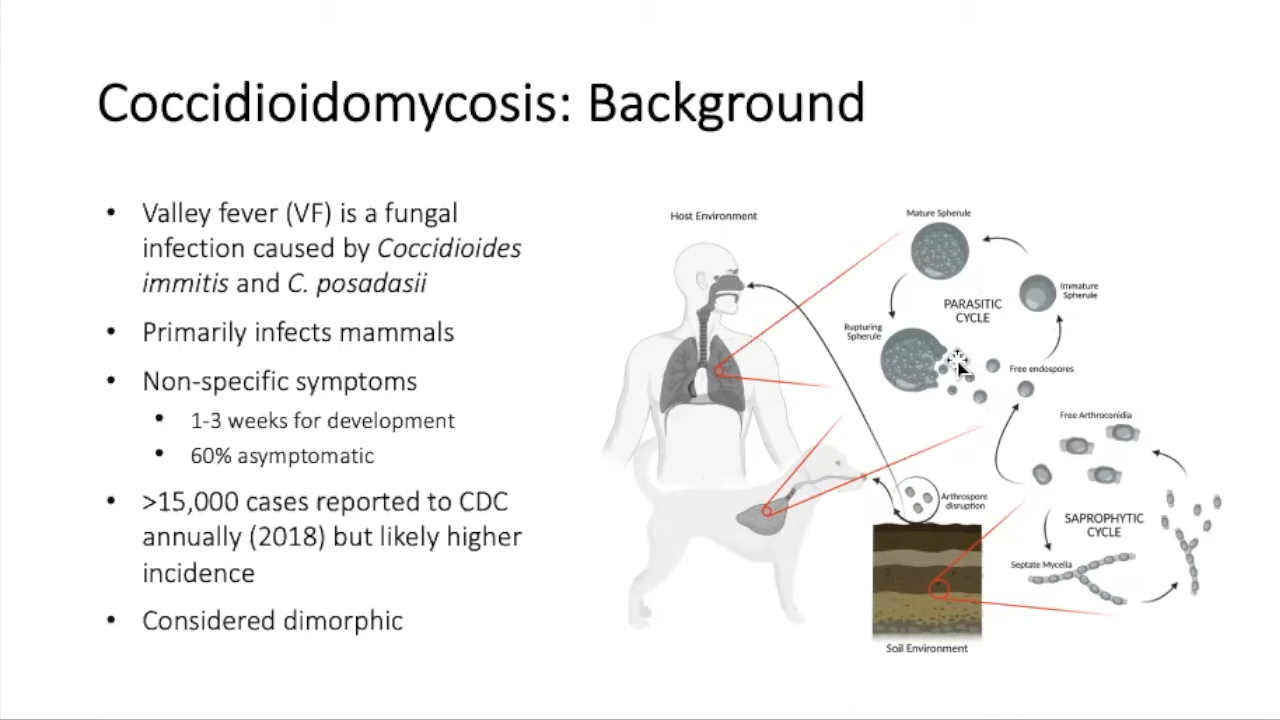 Coccidioidomycosis: Background
• Valley fever (VF) is a fungal
infection caused by Coccidioides
immitis and C. posadasii
• Primarily infects mammals
• Non-specific symptoms
• 1-3 weeks for development
• 60% asymptomatic
• >15,000 cases reported to CDC
annually (2018) but likely higher
incidence
• Considered dimorphic
Host Environment
Mature Spherule
Immature
Spherule
PARASITIC
CYCLE
Rupturing
Spherule
Free endospores
Free Arthroconidia
Arthrospore
disruption
SAPROPHYTIC
CYCLE
Septate Mycelia
Soil Environment